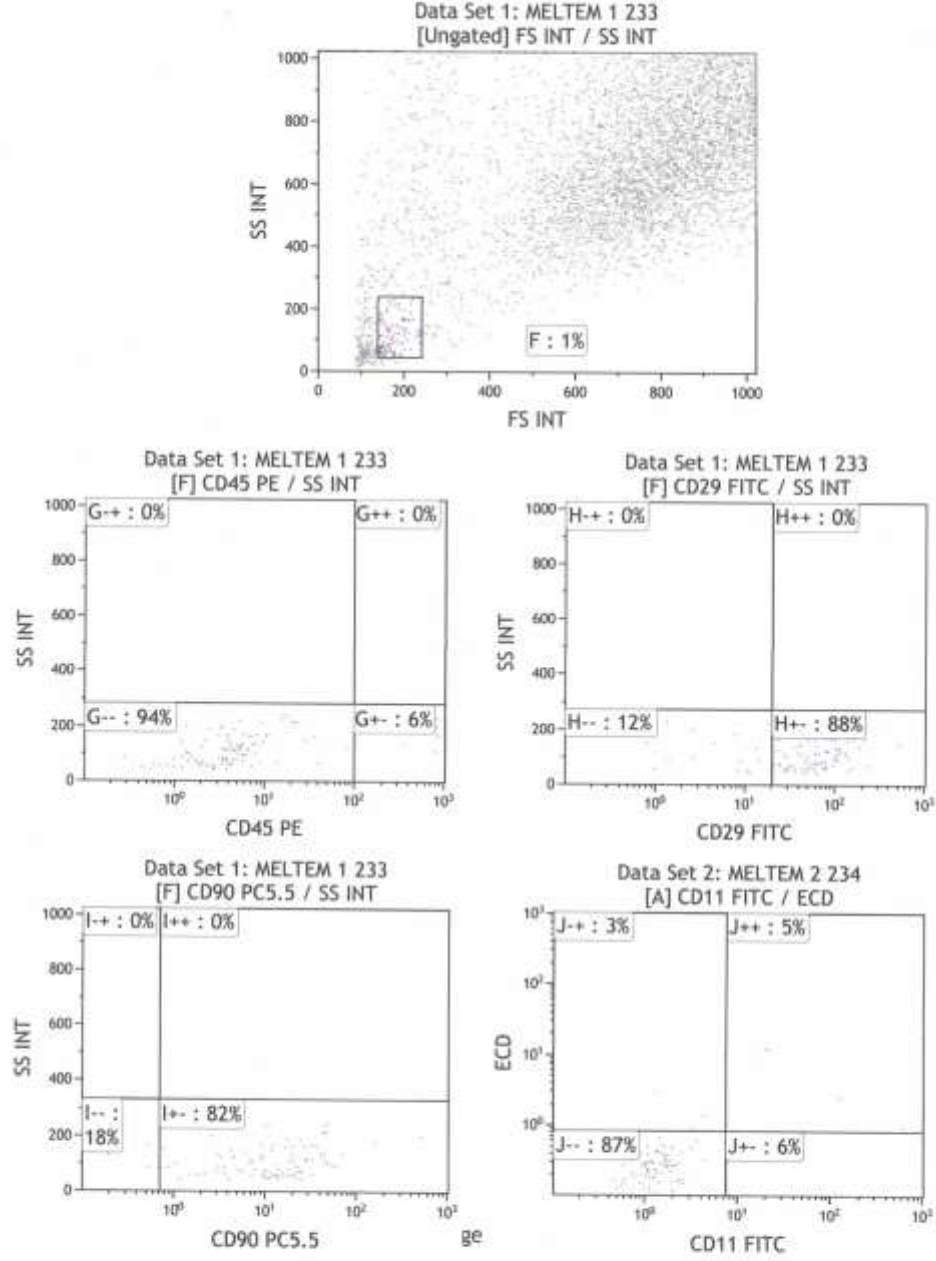 Data Set 1: MELTEM 1 233
[Ungated] FS INT / SS INT
1000
800
600
400
200
0
SS INT
F : 1%
0 200 400 600 800 1000
FS INT
Data Set 1: MELTEM 1 233
[F] CD45 PE / SS INT
1000
800
600
400
200
0
SS INT
G-+ : 0%
G++ : 0%
G-- : 94%
G+- : 6%
10⁰ 10¹ 10² 10³
CD45 PE
Data Set 1: MELTEM 1 233
[F] CD29 FITC / SS INT
1000
800
600
400
200
0
SS INT
H-+ : 0%
H++ : 0%
H-- : 12%
H+- : 88%
10⁰ 10¹ 10² 10³
CD29 FITC
Data Set 1: MELTEM 1 233
[F] CD90 PC5.5 / SS INT
1000
800
600
400
200
0
SS INT
I-+ : 0%
I++ : 0%
I-- :
18%
I+- : 82%
10⁰ 10¹ 10² 10³
CD90 PC5.5
ge
Data Set 2: MELTEM 2 234
[A] CD11 FITC / ECD
10³
10²
10¹
10⁰
ECD
J-+ : 3%
J++ : 5%
J-- : 87%
J+- : 6%
10⁰ 10¹ 10² 10³
CD11 FITC